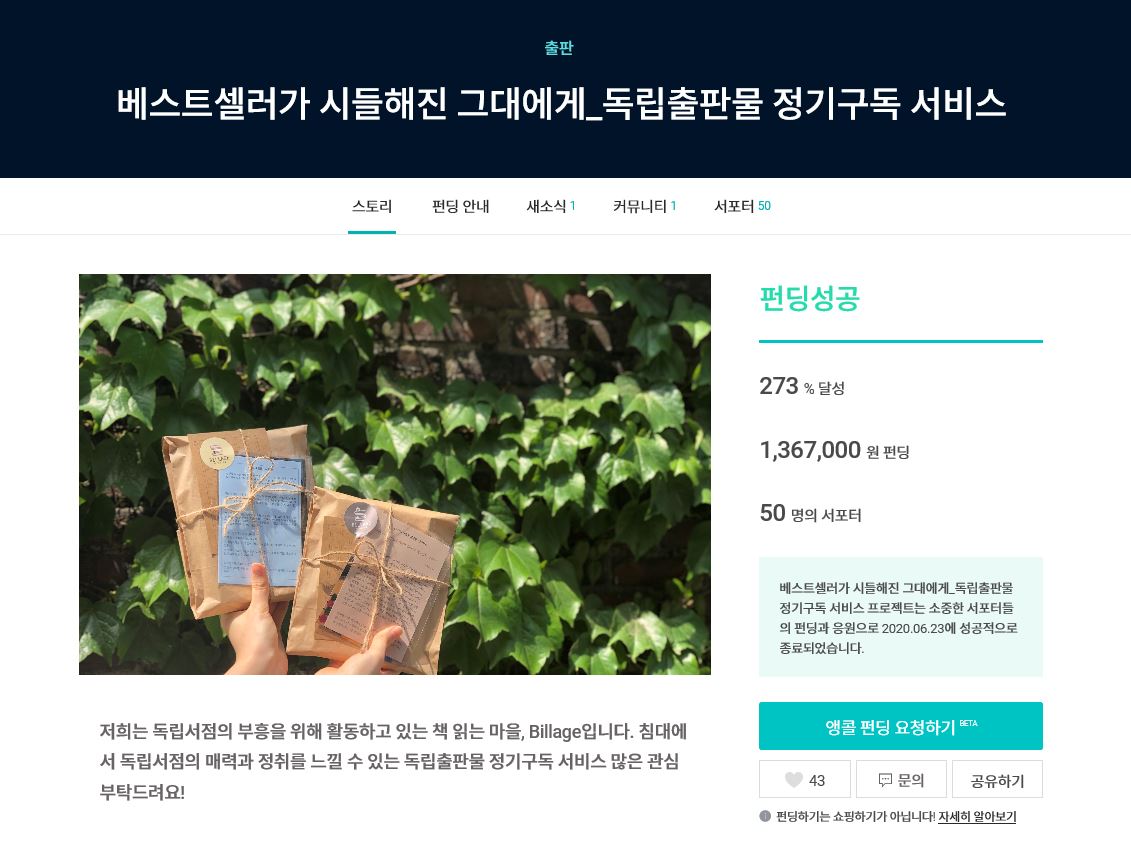 출판
베스트셀러가 시들해진 그대에게_독립출판물 정기구독 서비스
스토리
펀딩 안내
새소식 1
커뮤니티 1
서포터 50
펀딩성공
273 % 달성
1,367,000 원 펀딩
50 명의 서포터
베스트셀러가 시들해진 그대에게_독립출판물
정기구독 서비스 프로젝트는 소중한 서포터들
의 펀딩과 응원으로 2020.06.23에 성공적으로
종료되었습니다.
앵콜 펀딩 요청하기 BETA
43
문의
공유하기
펀딩하기는 쇼핑하기가 아닙니다! 자세히 알아보기
저희는 독립서점의 부흥을 위해 활동하고 있는 책 읽는 마을, Billage입니다. 침대에
서 독립서점의 매력과 정취를 느낄 수 있는 독립출판물 정기구독 서비스 많은 관심
부탁드려요!